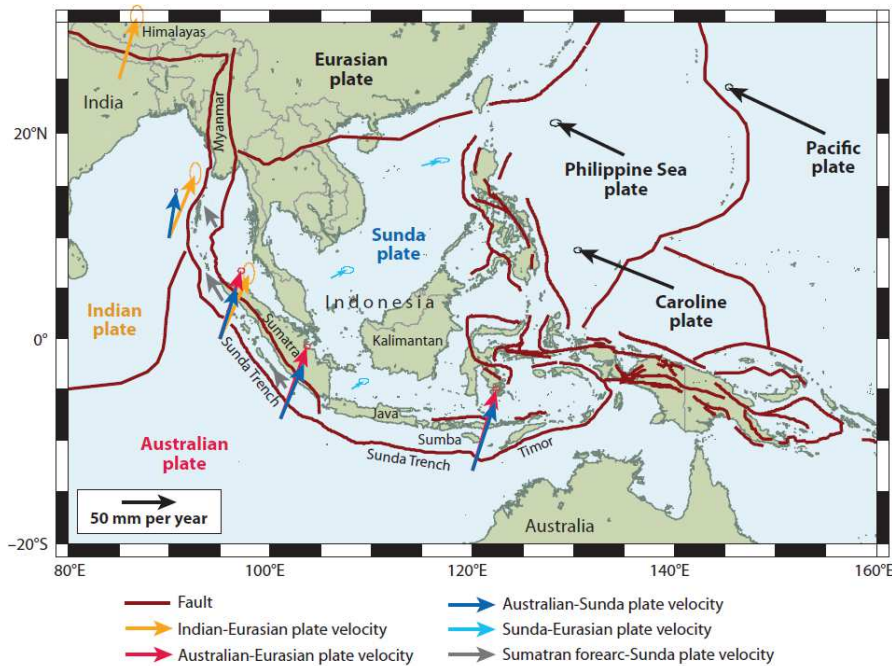 Himalayas
Eurasian
plate
India
Myanmar
20°N
Pacific
plate
Philippine Sea
plate
Sunda
plate
Indian
plate
Indonesia
Caroline
plate
0°
Sumatra
Kalimantan
Sunda Trench
Java
Australian
plate
Sumba
Timor
Sunda Trench
50 mm per year
Australia
–20°S
80°E
100°E
120°E
140°E
160°E
Fault
Indian-Eurasian plate velocity
Australian-Eurasian plate velocity
Australian-Sunda plate velocity
Sunda-Eurasian plate velocity
Sumatran forearc-Sunda plate velocity